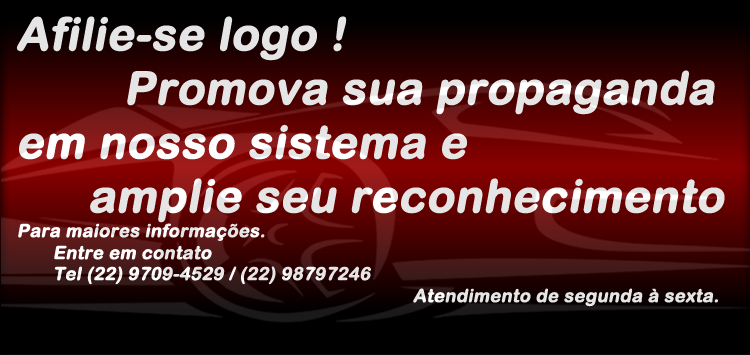 Afilie-se logo !
Promova sua propaganda
em nosso sistema e
amplie seu reconhecimento
Para maiores informações.
Entre em contato
Tel (22) 9709-4529 / (22) 98797246
Atendimento de segunda à sexta.